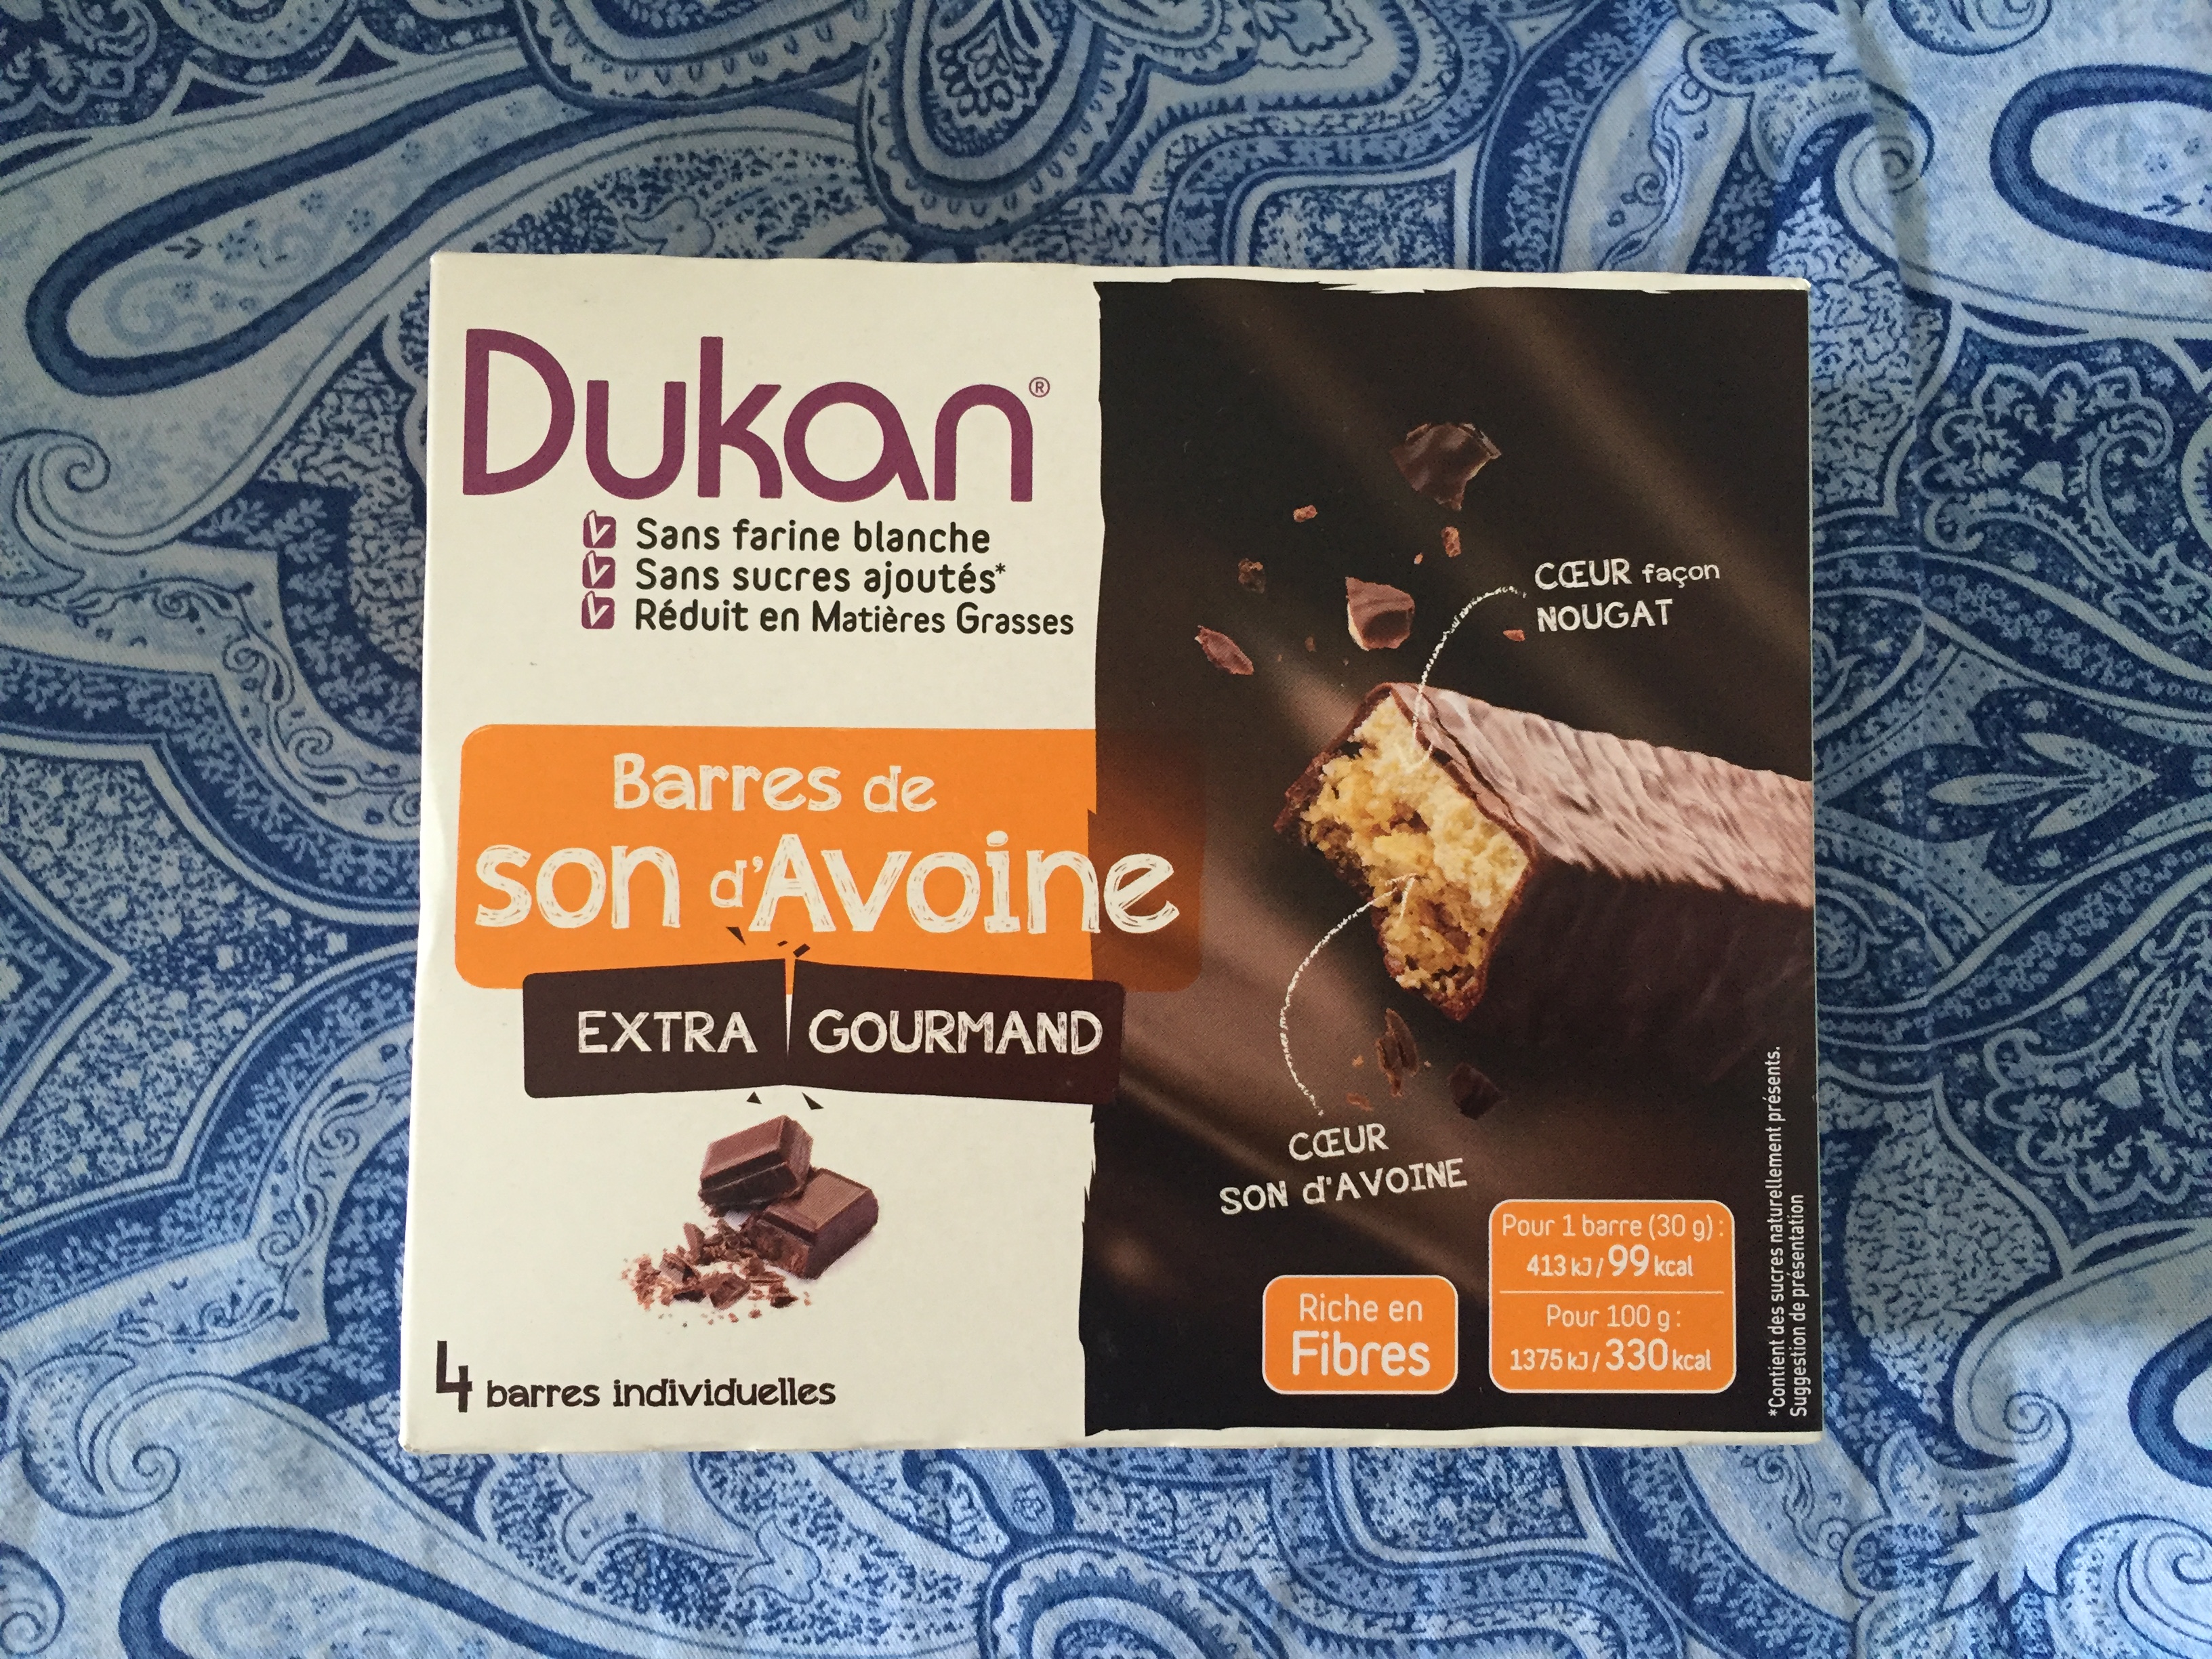 Dukan®
Sans farine blanche
Sans sucres ajoutés*
Réduit en Matières Grasses
Barres de
son d'Avoine
EXTRA GOURMAND
4 barres individuelles
CŒUR façon
NOUGAT
CŒUR
SON d'AVOINE
Riche en
Fibres
Pour 1 barre (30 g) :
413 kJ / 99 kcal
Pour 100 g :
1375 kJ / 330 kcal
*Contient des sucres naturellement présents.
Suggestion de présentation